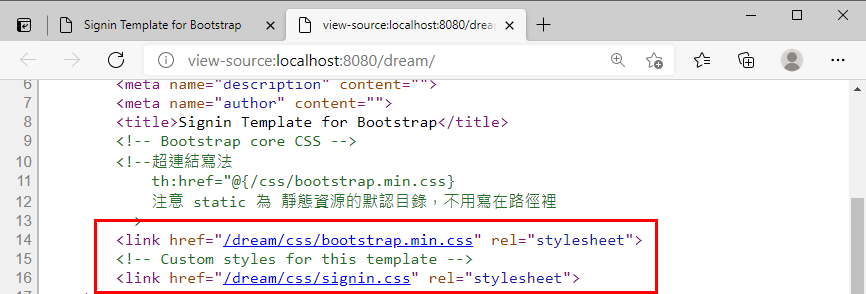 Signin Template for Bootstrap
view-source:localhost:8080/drea
view-source:localhost:8080/dream/
6 <meta name="description" content="">
7 <meta name="author" content="">
8 <title>Signin Template for Bootstrap</title>
9 <!-- Bootstrap core CSS -->
10 <!--超連結寫法
11 th:href="@{/css/bootstrap.min.css}
12 注意 static 為 靜態資源的默認目錄，不用寫在路徑裡
13 >
14 <link href="/dream/css/bootstrap.min.css" rel="stylesheet">
15 <!-- Custom styles for this template -->
16 <link href="/dream/css/signin.css" rel="stylesheet">
17